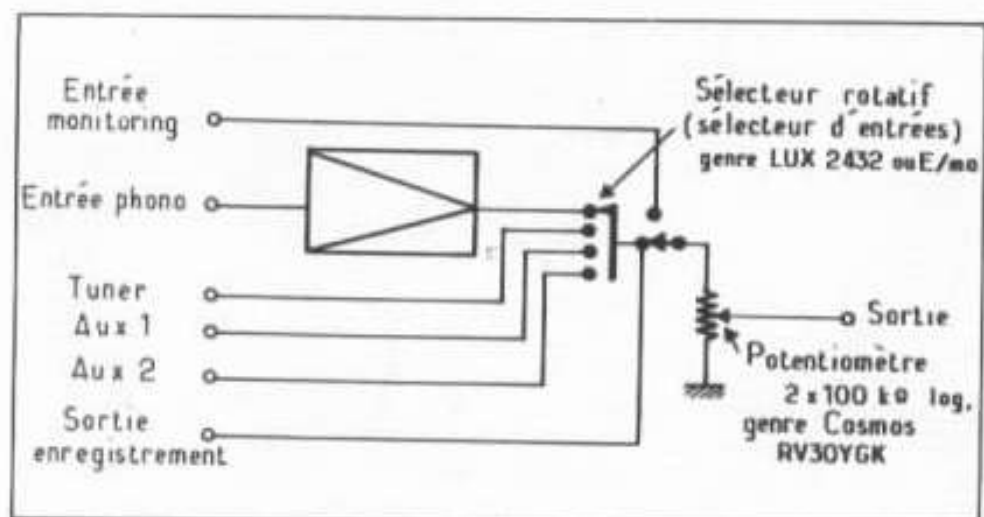 Entrée
monitoring
Entrée phono
Tuner
Aux 1
Aux 2
Sortie
enregistrement
Sélecteur rotatif
(sélecteur d'entrées)
genre LUX 2432 ou E/mo
Sortie
Potentiomètre
2 x 100 kΩ log,
genre Cosmos
RV30YGK